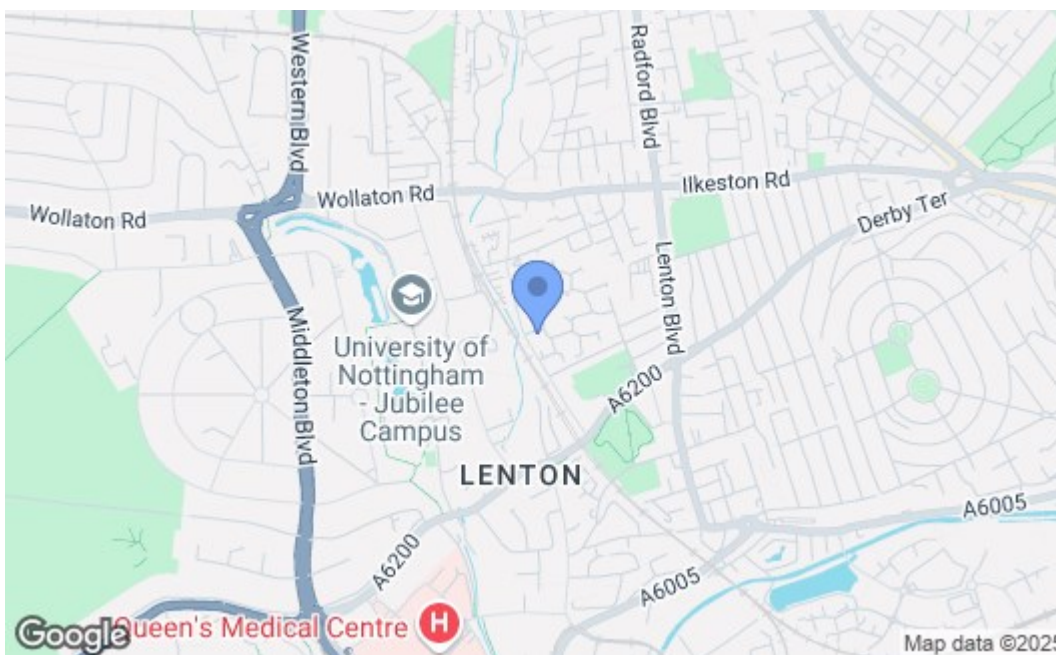 Western Blvd
Radford Blvd
Wollaton Rd
Wollaton Rd
Ilkeston Rd
Derby Ter
Lenton Blvd
Middleton Blvd
University of
Nottingham
- Jubilee
Campus
A6200
LENTON
A6005
A6200
A6005
Queen's Medical Centre
H
Google
Map data ©2025